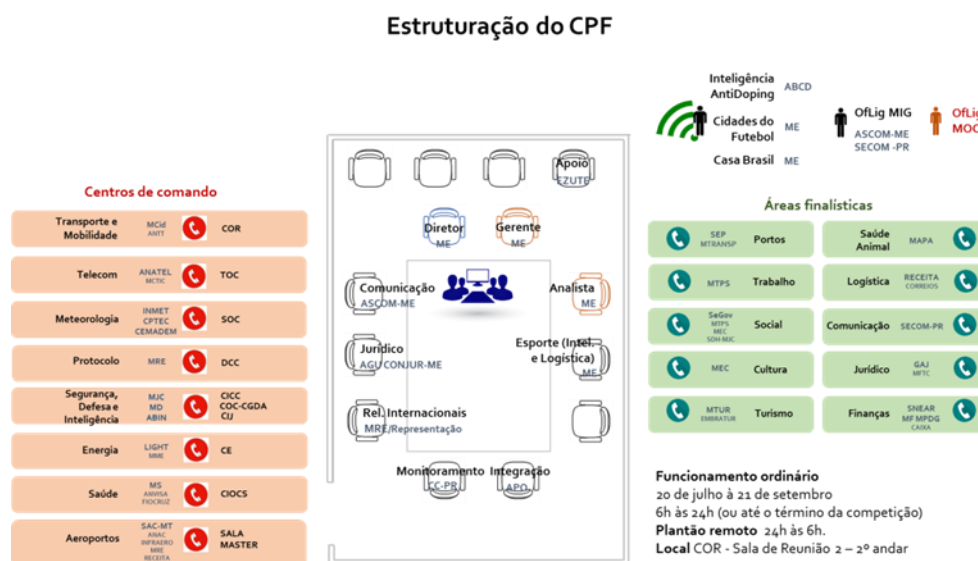 Estruturação do CPF
Inteligência
AntiDoping
ABCD
Cidades do
Futebol
ME
Casa Brasil
ME
OfLig MIG
ASCOM-ME
SECOM -PR
OfLig
MOC
Centros de comando
Transporte e
Mobilidade
MCid
ANTT
COR
Telecom
ANATEL
MCTIC
TOC
Meteorologia
INMET
CPTEC
CEMADEM
SOC
Protocolo
MRE
DCC
Segurança,
Defesa e
Inteligência
MJC
MD
ABIN
CICC
COC-CGDA
CIJ
Energia
LIGHT
MME
CE
Saúde
MS
ANVISA
FIOCRUZ
CIOCS
Aeroportos
SAC-MT
ANAC
INFRAERO
MRE
RECEITA
SALA
MASTER
Apoio
EZUTE
Diretor
ME
Gerente
ME
Comunicação
ASCOM-ME
Analista
ME
Jurídico
AGU CONJUR-ME
Esporte (Intel.
e Logística)
ME
Rel. Internacionais
MRE/Representação
Monitoramento
CC-PR
Integração
APO.
Áreas finalísticas
SEP
MTRANSP
Portos
Saúde
Animal
MAPA
MTPS
Trabalho
Logística
RECEITA
CORREIOS
SeGov
MTPS
MEC
SDH-MJC
Social
Comunicação
SECOM-PR
MEC
Cultura
Jurídico
GAJ
MFTC
MTUR
EMBRATUR
Turismo
Finanças
SNEAR
MF MPDG
CAIXA
Funcionamento ordinário
20 de julho à 21 de setembro
6h às 24h (ou até o término da competição)
Plantão remoto 24h às 6h.
Local COR - Sala de Reunião 2 – 2º andar